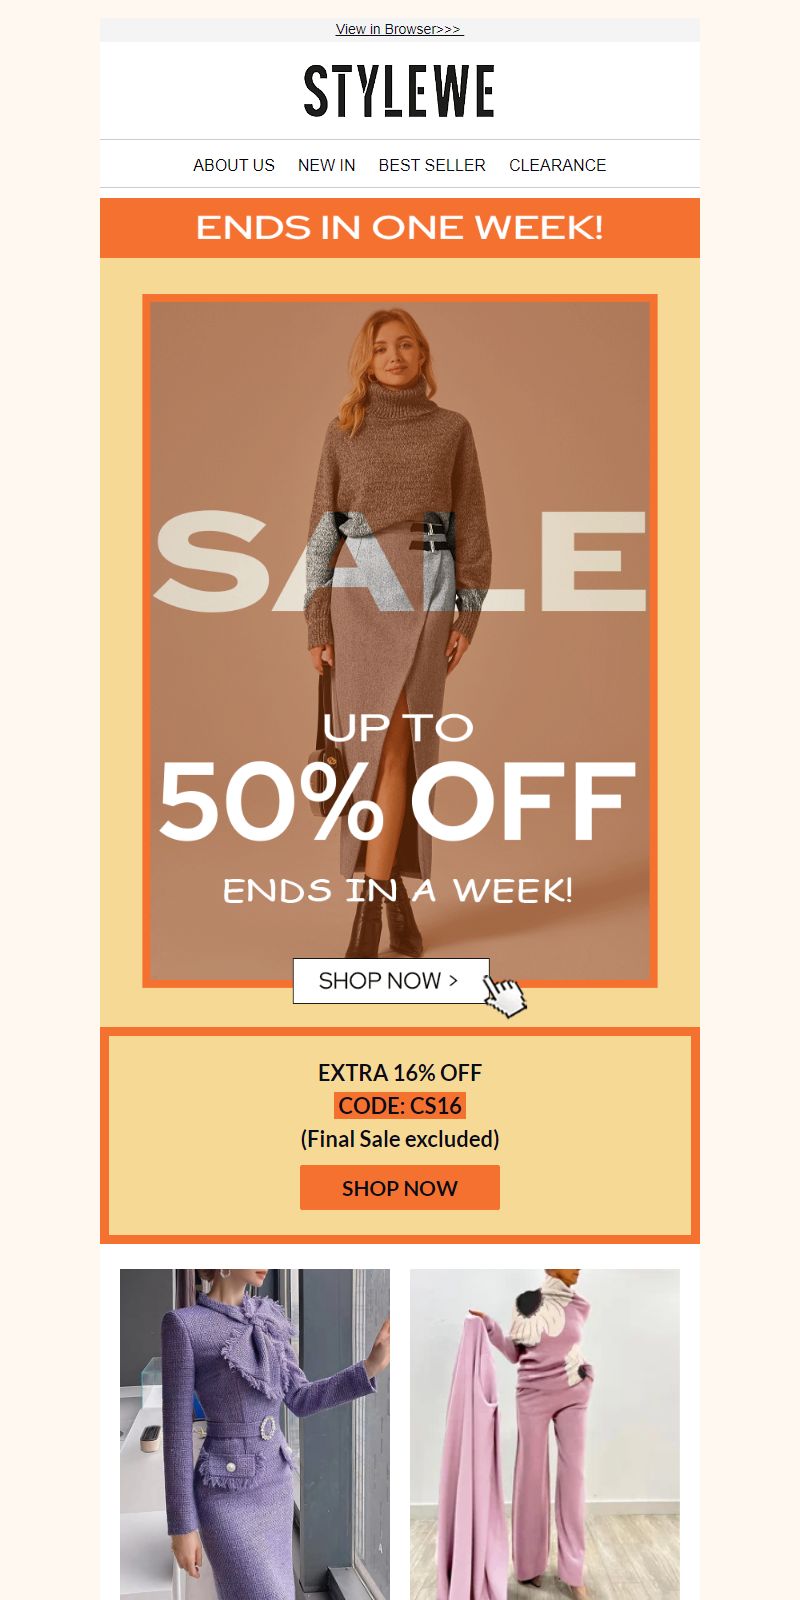 View in Browser>>>
STYLEWE
ABOUT US NEW IN BEST SELLER CLEARANCE
ENDS IN ONE WEEK!
SALE
UP TO
50% OFF
ENDS IN A WEEK!
SHOP NOW >
EXTRA 16% OFF
CODE: CS16
(Final Sale excluded)
SHOP NOW